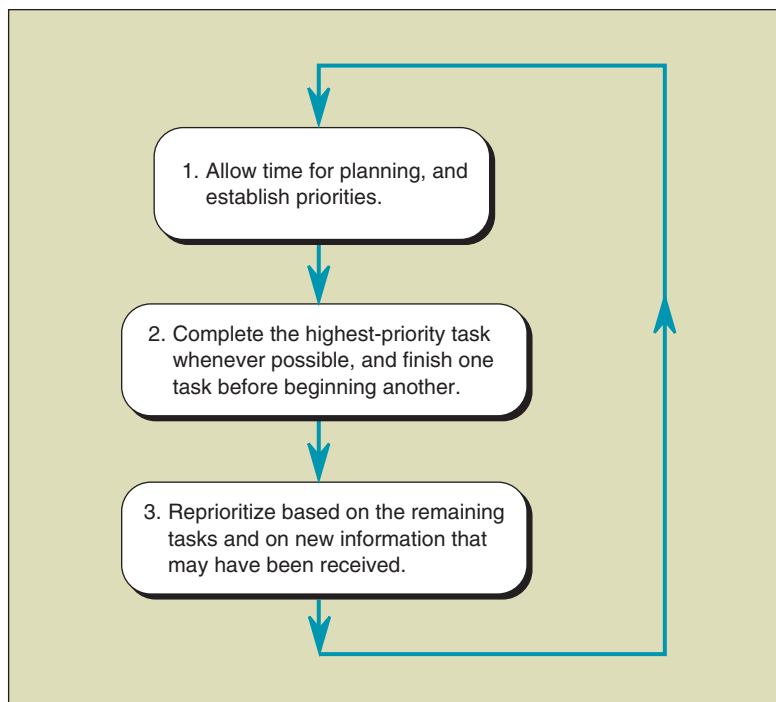 1. Allow time for planning, and
establish priorities.
2. Complete the highest-priority task
whenever possible, and finish one
task before beginning another.
3. Reprioritize based on the remaining
tasks and on new information that
may have been received.